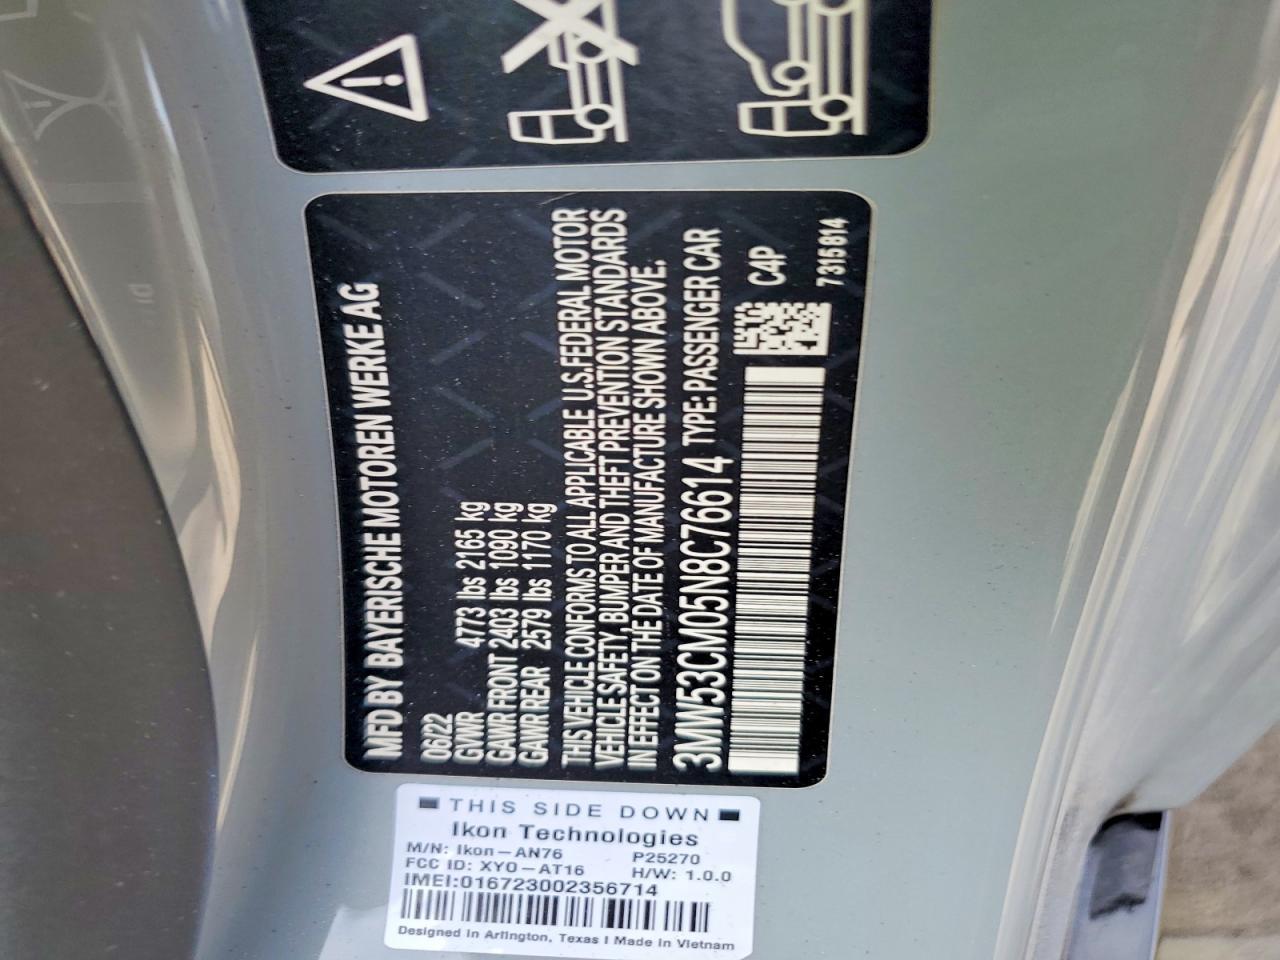 MFD BY BAYERISCHE MOTOREN WERKE AG
06/22
GVWR 4773 lbs 2165 kg
GAWR FRONT 2403 lbs 1090 kg
GAWR REAR 2579 lbs 1170 kg
THIS VEHICLE CONFORMS TO ALL APPLICABLE U.S.FEDERAL MOTOR
VEHICLE SAFETY, BUMPER AND THEFT PREVENTION STANDARDS
IN EFFECT ON THE DATE OF MANUFACTURE SHOWN ABOVE.
3MW53CM05N8C76614 TYPE: PASSENGER CAR
C4P
7315814
THIS SIDE DOWN
Ikon Technologies
M/N: Ikon-AN76 P25270
FCC ID: XYO-AT16 H/W: 1.0.0
IMEI:016723002356714
Designed in Arlington, Texas | Made in Vietnam